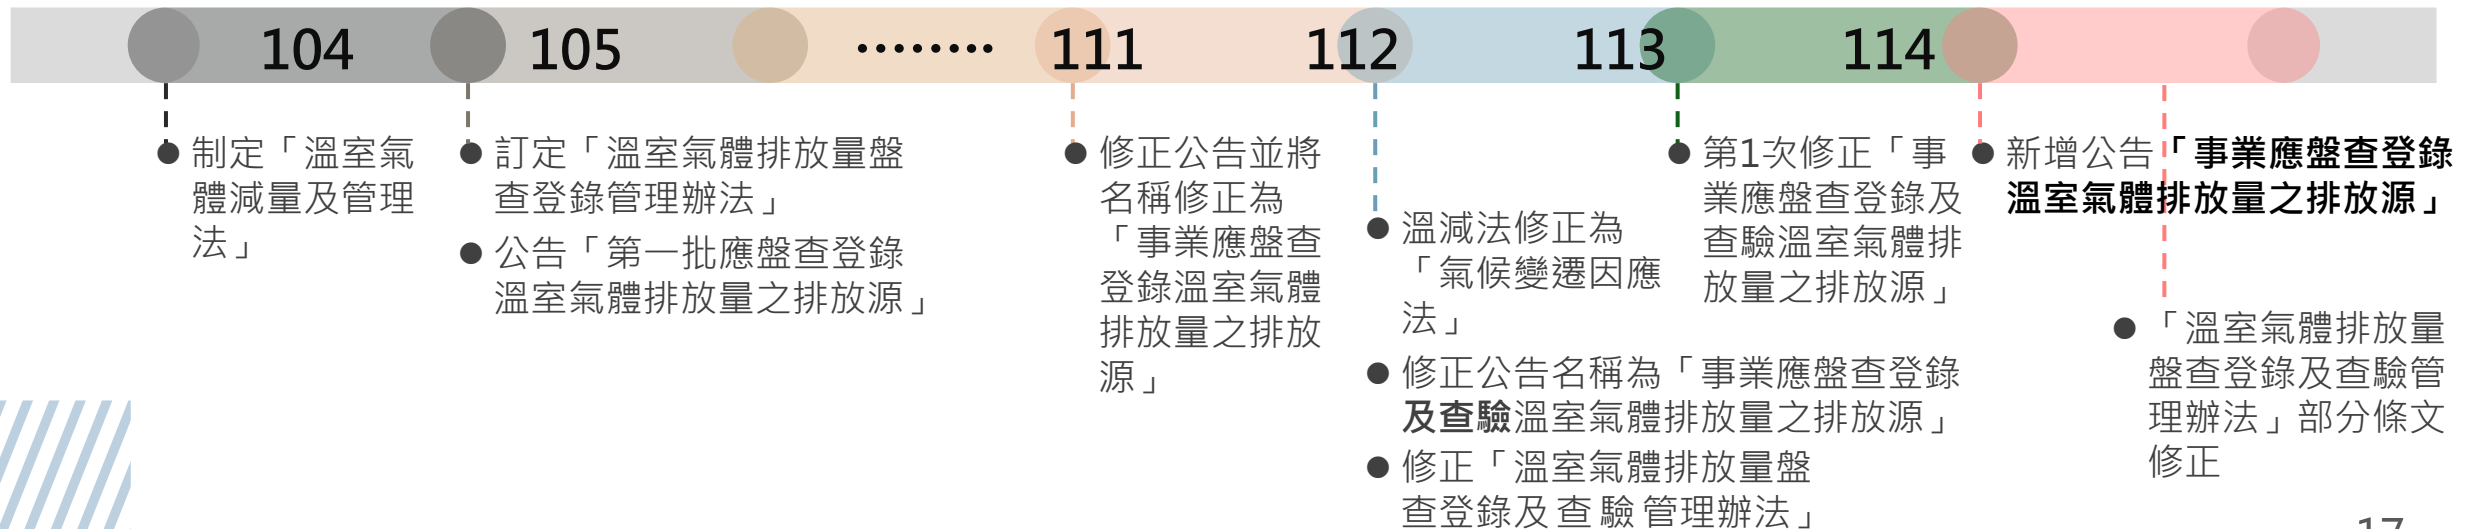 104 105 ········ 111 112 113 114
● 制定「溫室氣
體減量及管理
法」
● 訂定「溫室氣體排放量盤
查登錄管理辦法」
● 公告「第一批應盤查登錄
溫室氣體排放量之排放源」
● 修正公告並將
名稱修正為
「事業應盤查
登錄溫室氣體
排放量之排放
源」
● 溫減法修正為
「氣候變遷因應
法」
● 修正公告名稱為「事業應盤查登錄
及查驗溫室氣體排放量之排放源」
● 修正「溫室氣體排放量盤
查登錄及查驗管理辦法」
● 第1次修正「事
業應盤查登錄及
查驗溫室氣體排
放量之排放源」
● 新增公告「事業應盤查登錄
溫室氣體排放量之排放源」
● 「溫室氣體排放量
盤查登錄及查驗管
理辦法」部分條文
修正
17